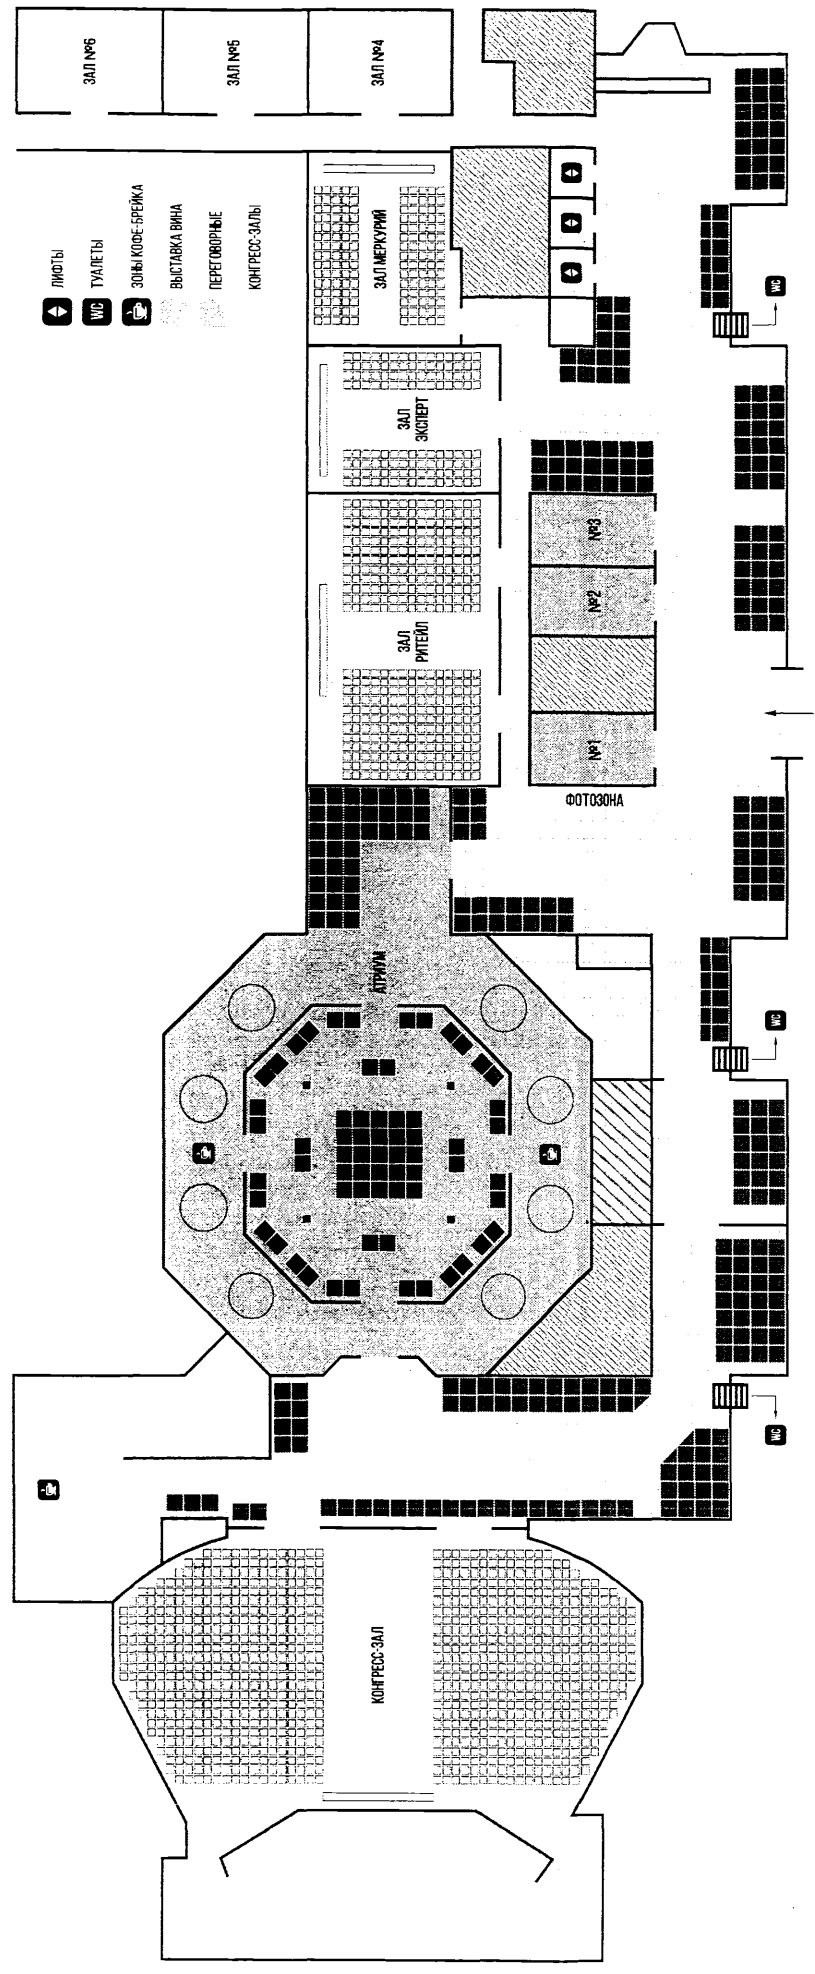 ЗАЛ №6
ЗАЛ №5
ЗАЛ №4
ЛИФТЫ
WC ТУАЛЕТЫ
ЗОНЫ КОФЕ-БРЕЙКА
ВЫСТАВКА ВИНА
ПЕРЕГОВОРНЫЕ
КОНГРЕСС-ЗАЛЫ
ЗАЛ МЕРКУРИЙ
ЗАЛ
ЭКСПЕРТ
ЗАЛ
РИТЕЙЛ
№3
№2
№1
ФОТОЗОНА
WC
АТРИУМ
WC
WC
КОНГРЕСС-ЗАЛ